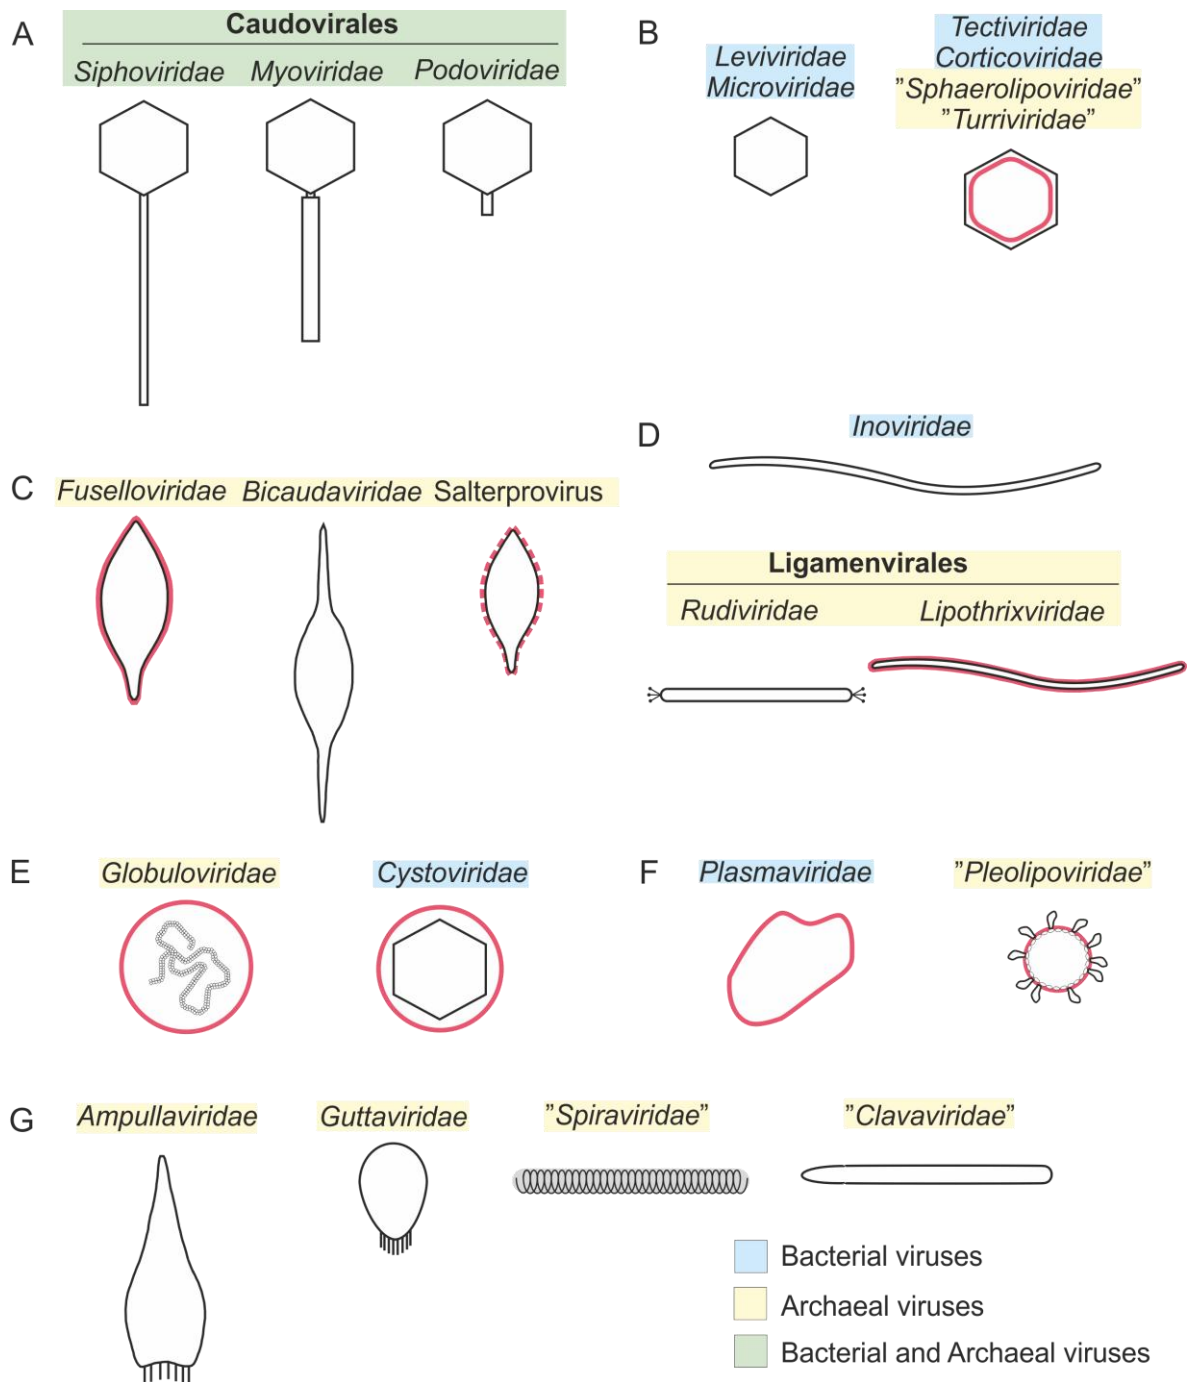 A
Caudovirales
Siphoviridae Myoviridae Podoviridae
B
Leviviridae
Microviridae
Tectiviridae
Corticoviridae
”Sphaerolipoviridae”
”Turriviridae”
C
Fuselloviridae Bicaudaviridae Salterprovirus
D
Inoviridae
Ligamenvirales
Rudiviridae Lipothrixviridae
E
Globuloviridae Cystoviridae
F
Plasmaviridae ”Pleolipoviridae”
G
Ampullaviridae Guttaviridae ”Spiraviridae” ”Clavaviridae”
Bacterial viruses
Archaeal viruses
Bacterial and Archaeal viruses